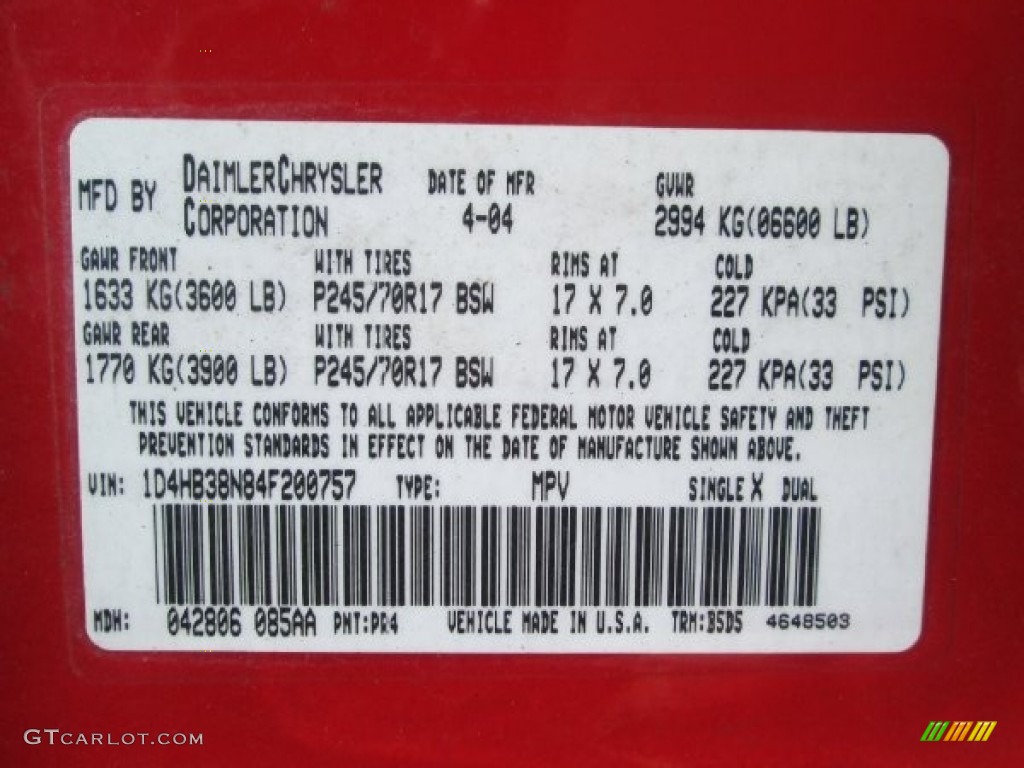 MFD BY DAIMLERCHRYSLER CORPORATION DATE OF MFR 4-04 GVWR 2994 KG(06600 LB)
GAWR FRONT WITH TIRES RIMS AT COLD
1633 KG(3600 LB) P245/70R17 BSW 17 X 7.0 227 KPA(33 PSI)
GAWR REAR WITH TIRES RIMS AT COLD
1770 KG(3900 LB) P245/70R17 BSW 17 X 7.0 227 KPA(33 PSI)
THIS VEHICLE CONFORMS TO ALL APPLICABLE FEDERAL MOTOR VEHICLE SAFETY AND THEFT
PREVENTION STANDARDS IN EFFECT ON THE DATE OF MANUFACTURE SHOWN ABOVE.
VIN: 1D4HB38N84F200757 TYPE: MPV SINGLE X DUAL
MDH: 042806 085AA PNT:PR4 VEHICLE MADE IN U.S.A. TRM:B5D5 4648503
GTCARLOT.COM